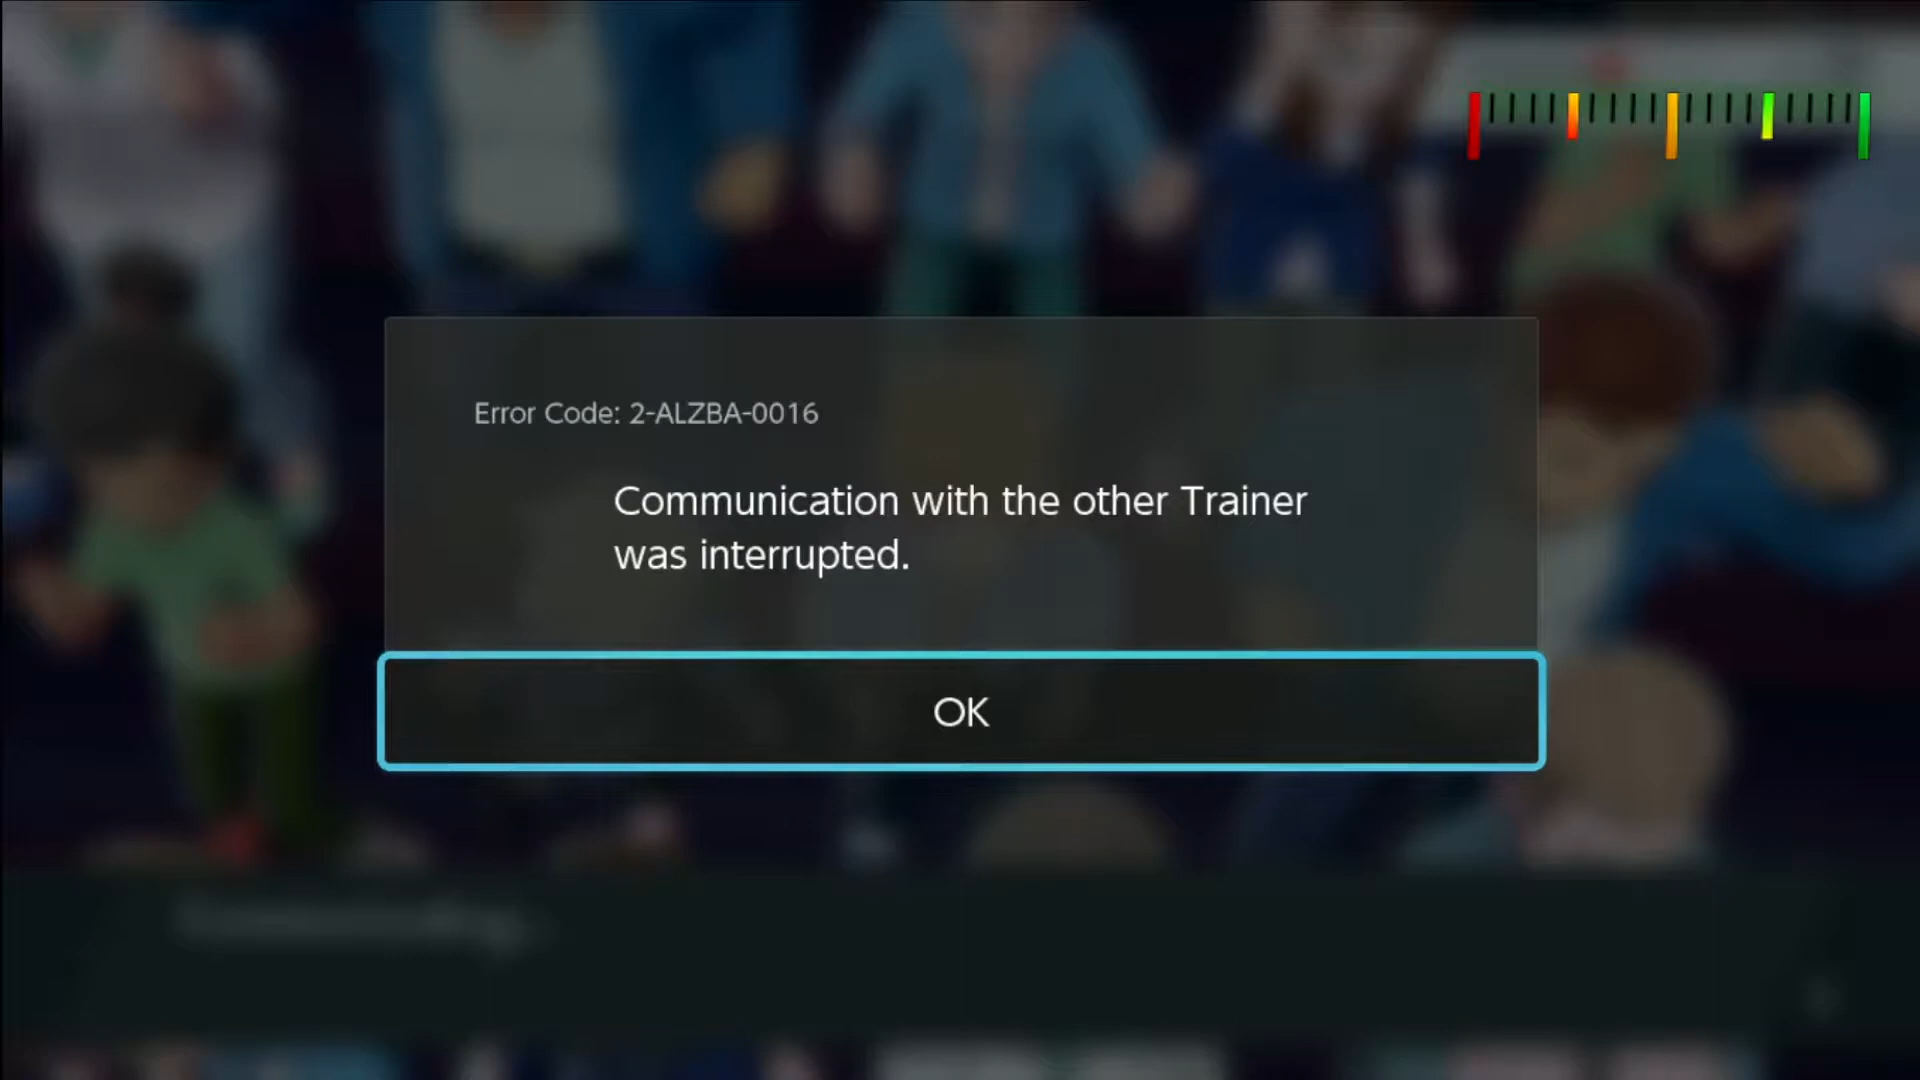 Error Code: 2-ALZBA-0016
Communication with the other Trainer
was interrupted.
OK